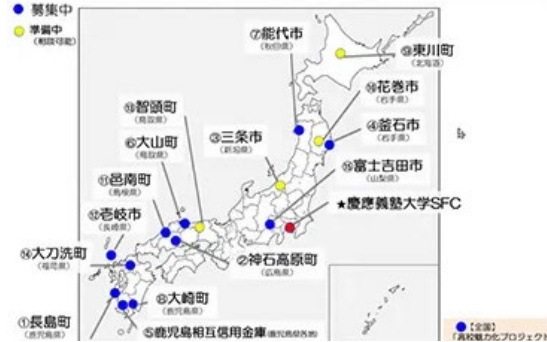 募集中
準備中
(相談可能)
⑦能代市
(秋田県)
⑨東川町
(北海道)
⑩花巻市
(岩手県)
④釜石市
(岩手県)
⑬智頭町
(鳥取県)
⑥大山町
(鳥取県)
③三条市
(新潟県)
⑮富士吉田市
(山梨県)
⑪邑南町
(島根県)
★慶應義塾大学SFC
⑫壱岐市
(長崎県)
②神石高原町
(広島県)
⑭大刀洗町
(福岡県)
⑧大崎町
(鹿児島県)
①長島町
(鹿児島県)
⑤鹿児島相互信用金庫(鹿児島県各地)
【全国】
「高校魅力化プロジェクト